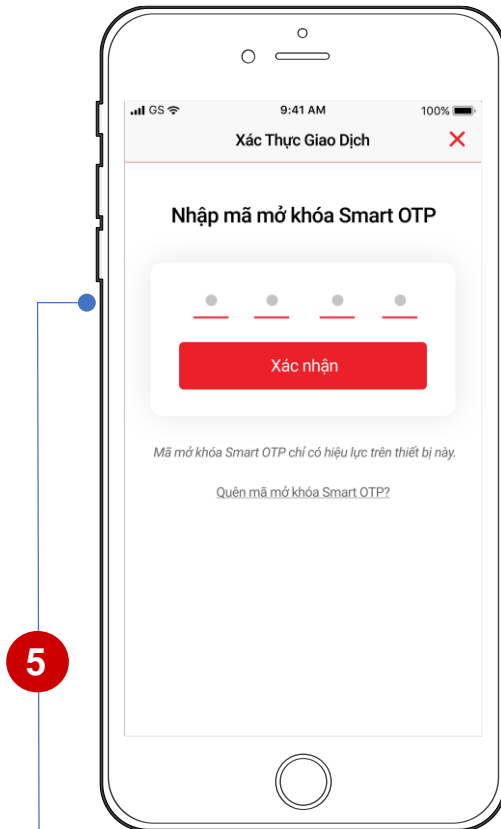 GS 9:41 AM 100%
Xác Thực Giao Dịch
Nhập mã mở khóa Smart OTP
Xác nhận
Mã mở khóa Smart OTP chỉ có hiệu lực trên thiết bị này.
Quên mã mở khóa Smart OTP?
5